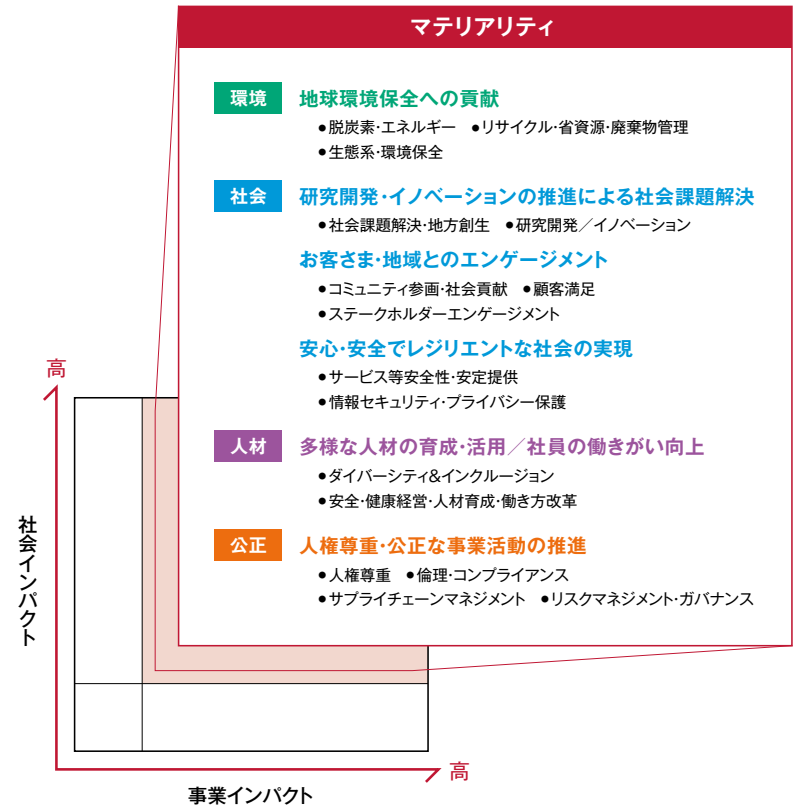 マテリアリティ
環境 地球環境保全への貢献
●脱炭素・エネルギー ●リサイクル・省資源・廃棄物管理
●生態系・環境保全
社会 研究開発・イノベーションの推進による社会課題解決
●社会課題解決・地方創生 ●研究開発／イノベーション
お客さま・地域とのエンゲージメント
●コミュニティ参画・社会貢献 ●顧客満足
●ステークホルダーエンゲージメント
安心・安全でレジリエントな社会の実現
●サービス等安全性・安定提供
●情報セキュリティ・プライバシー保護
人材 多様な人材の育成・活用／社員の働きがい向上
●ダイバーシティ&インクルージョン
●安全・健康経営・人材育成・働き方改革
公正 人権尊重・公正な事業活動の推進
●人権尊重 ●倫理・コンプライアンス
●サプライチェーンマネジメント ●リスクマネジメント・ガバナンス
高
社会インパクト
高
事業インパクト